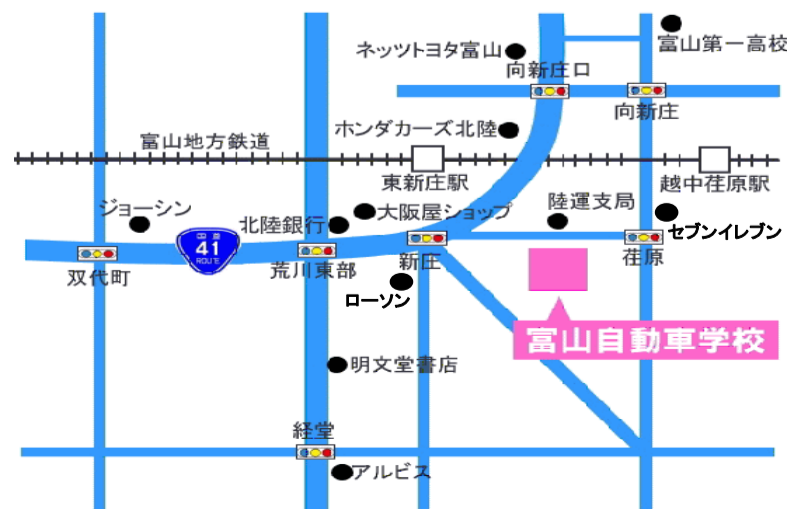 富山第一高校
ネッツトヨタ富山
向新庄口
向新庄
ホンダカーズ北陸
富山地方鉄道
東新庄駅
越中荏原駅
ジョーシン
北陸銀行
大阪屋ショップ
陸運支局
セブンイレブン
国道
41
ROUTE
双代町
荒川東部
新庄
荏原
ローソン
富山自動車学校
明文堂書店
経堂
アルビス